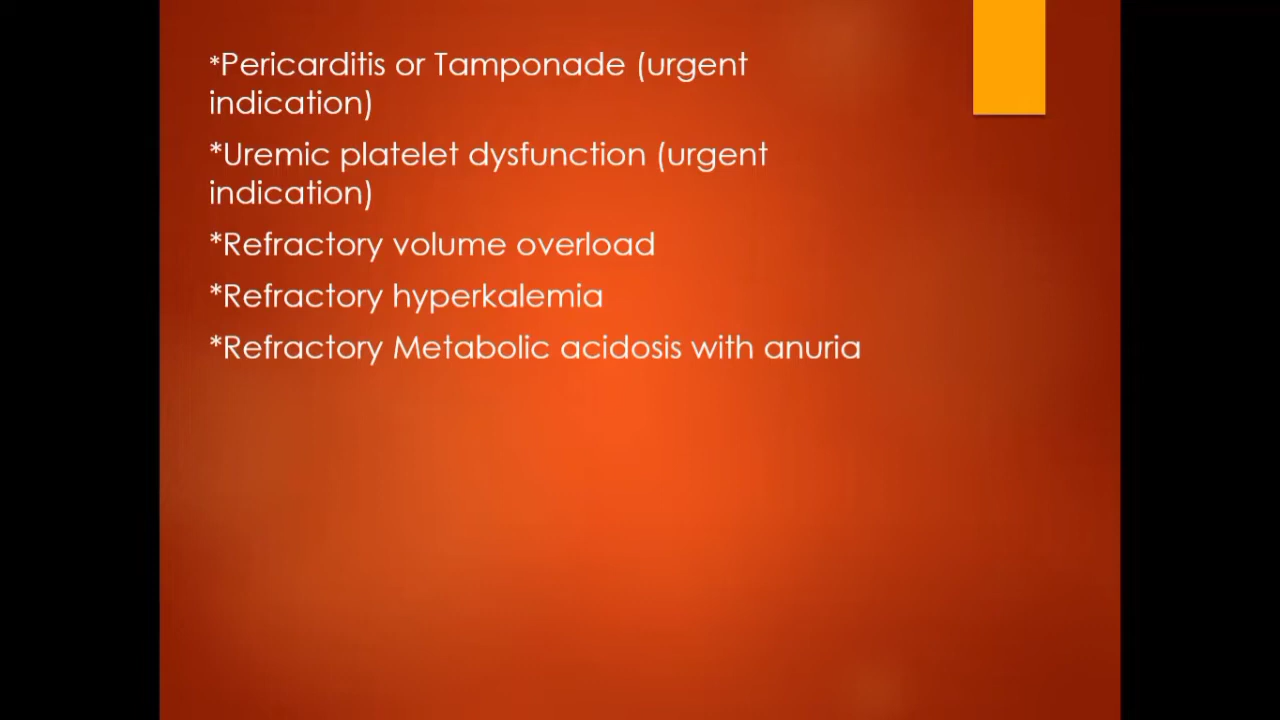 *Pericarditis or Tamponade (urgent
indication)
*Uremic platelet dysfunction (urgent
indication)
*Refractory volume overload
*Refractory hyperkalemia
*Refractory Metabolic acidosis with anuria